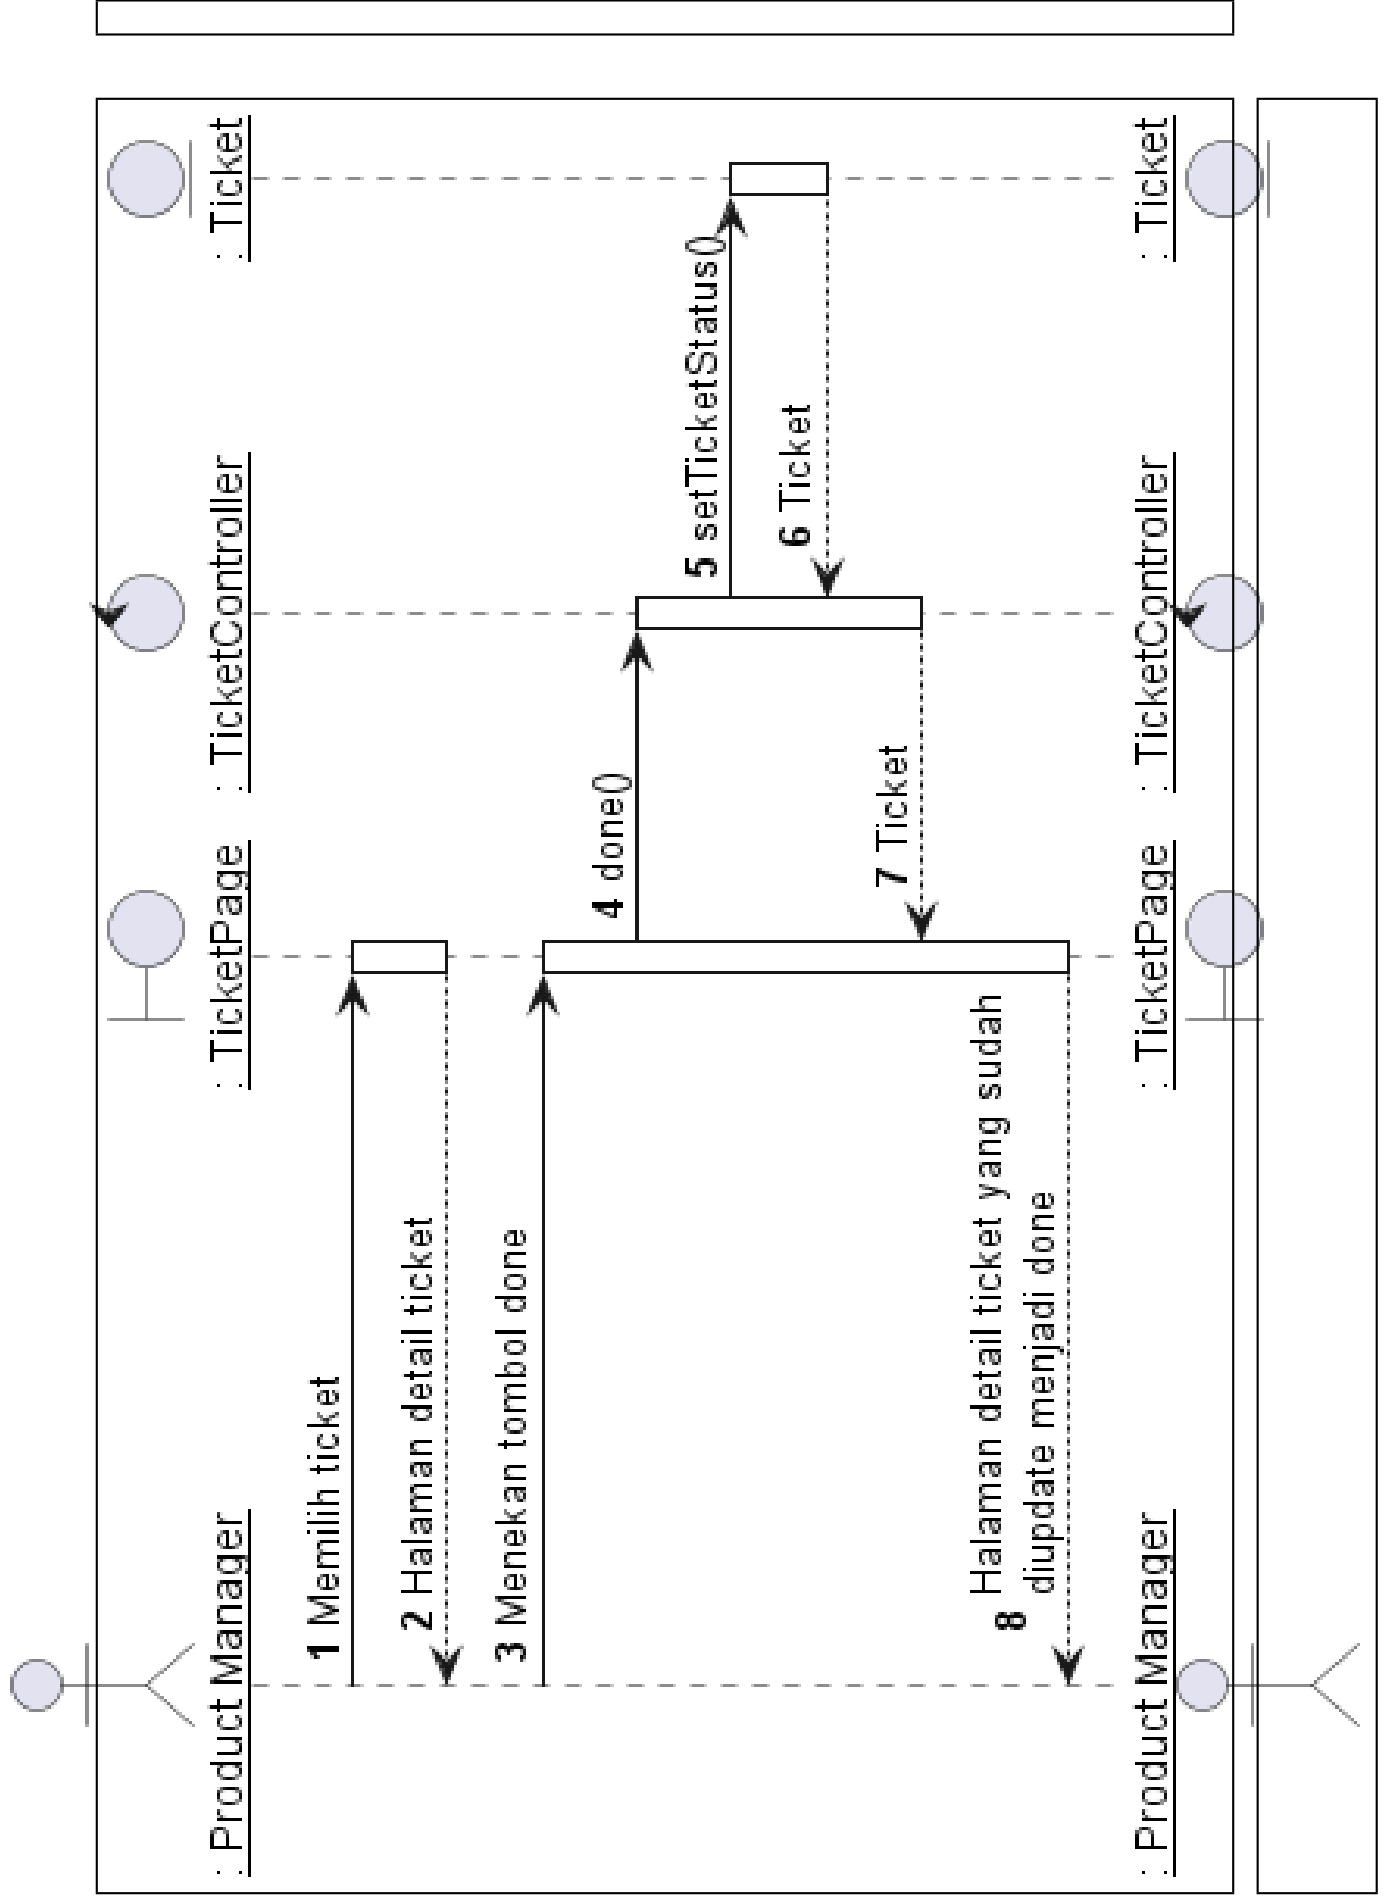 : Product Manager
: TicketPage
: TicketController
: Ticket
1 Memilih ticket
2 Halaman detail ticket
3 Menekan tombol done
4 done()
5 setTicketStatus()
6 Ticket
7 Ticket
8 Halaman detail ticket yang sudah
diupdate menjadi done
: Product Manager
: TicketPage
: TicketController
: Ticket